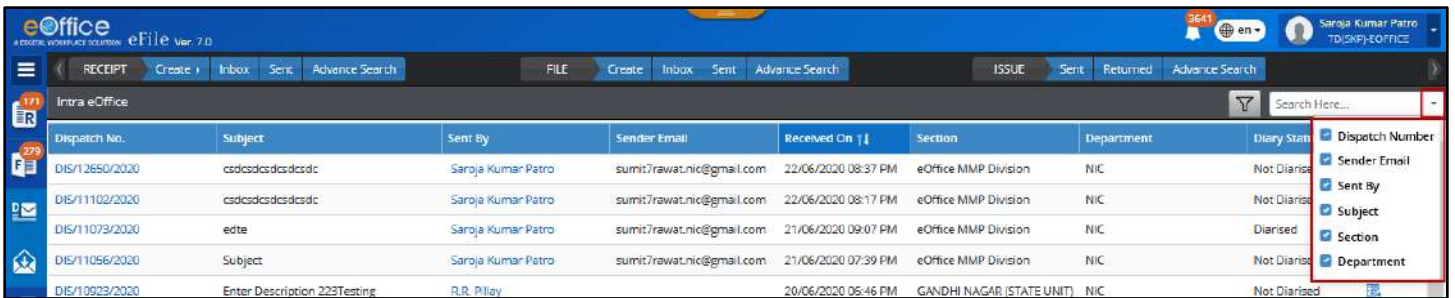 eOffice
A DIGITAL WORKPLACE SOLUTION eFile Ver. 7.0
3641 en Saroja Kumar Patro
TD(SKP)-EOFFICE
RECEIPT Create Inbox Sent Advance Search FILE Create Inbox Sent Advance Search ISSUE Sent Returned Advance Search
171 R Intra eOffice Search Here...
Dispatch No. Subject Sent By Sender Email Received On Section Department Diary Stat
279 F
DIS/12650/2020 csdcsdcsdcsdcsdc Saroja Kumar Patro sumit7rawat.nic@gmail.com 22/06/2020 08:37 PM eOffice MMP Division NIC Not Diarise
DIS/11102/2020 csdcsdcsdcsdcsdc Saroja Kumar Patro sumit7rawat.nic@gmail.com 22/06/2020 08:17 PM eOffice MMP Division NIC Not Diarise
DIS/11073/2020 edte Saroja Kumar Patro sumit7rawat.nic@gmail.com 21/06/2020 09:07 PM eOffice MMP Division NIC Diarised
DIS/11056/2020 Subject Saroja Kumar Patro sumit7rawat.nic@gmail.com 21/06/2020 07:39 PM eOffice MMP Division NIC Not Diarise
DIS/10923/2020 Enter Description 223Testing R.R. Pillay 20/06/2020 06:46 PM GANDHI NAGAR (STATE UNIT) NIC Not Diarised
Dispatch Number
Sender Email
Sent By
Subject
Section
Department